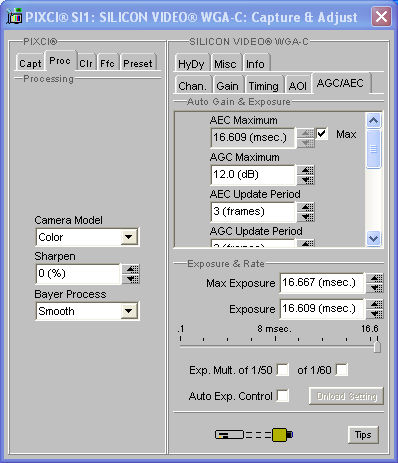 PIXCI® SI1: SILICON VIDEO® WGA-C: Capture & Adjust
PIXCI®
Capt Proc Clr Ffc Preset
Processing
Camera Model
Color
Sharpen
0 (%)
Bayer Process
Smooth
SILICON VIDEO® WGA-C
HyDy Misc Info
Chan. Gain Timing AOI AGC/AEC
Auto Gain & Exposure
AEC Maximum
16.609 (msec.) Max
AGC Maximum
12.0 (dB)
AEC Update Period
3 (frames)
AGC Update Period
Exposure & Rate
Max Exposure 16.667 (msec.)
Exposure 16.609 (msec.)
.1 8 msec. 16.6
Exp. Mult. of 1/50 of 1/60
Auto Exp. Control Unload Setting
Tips